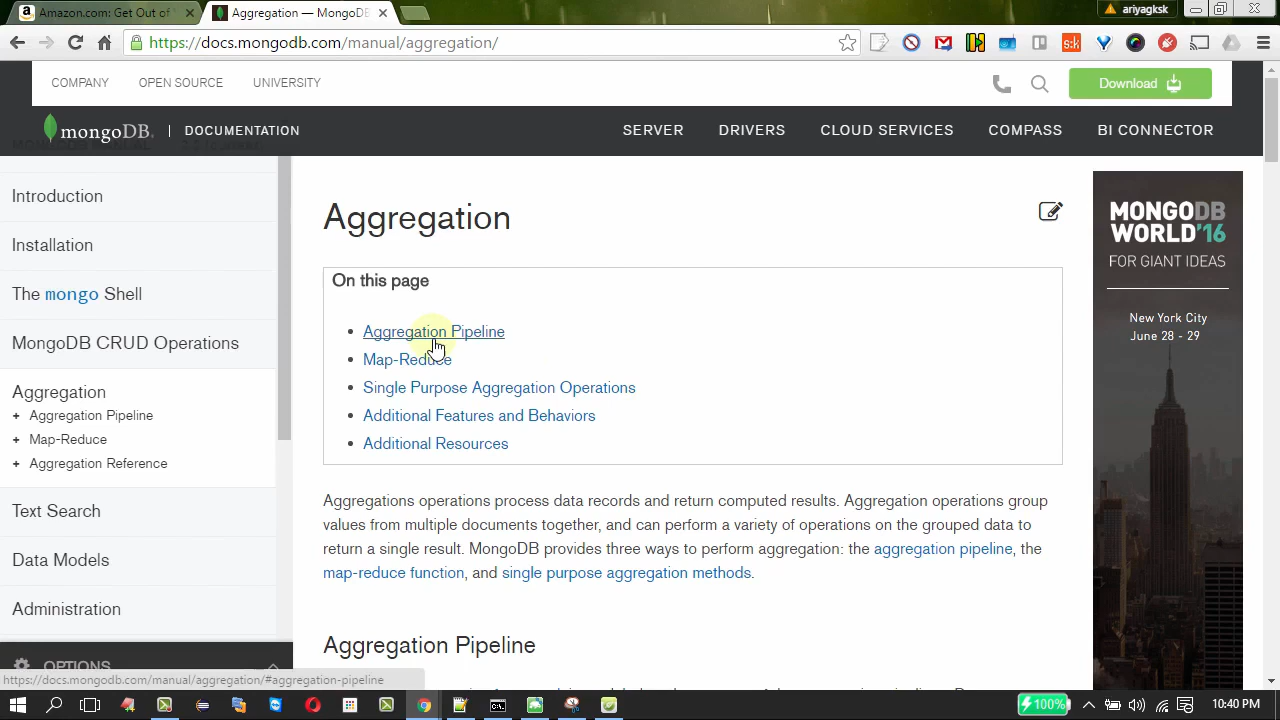 Amazon.com: Get Out of
Aggregation — MongoDB
ariyagksk
https://docs.mongodb.com/manual/aggregation/
COMPANY
OPEN SOURCE
UNIVERSITY
Download
mongoDB.
DOCUMENTATION
SERVER
DRIVERS
CLOUD SERVICES
COMPASS
BI CONNECTOR
Introduction
Installation
The mongo Shell
MongoDB CRUD Operations
Aggregation
+ Aggregation Pipeline
+ Map-Reduce
+ Aggregation Reference
Text Search
Data Models
Administration
OPTIONS
Aggregation
On this page
• Aggregation Pipeline
• Map-Reduce
• Single Purpose Aggregation Operations
• Additional Features and Behaviors
• Additional Resources
Aggregations operations process data records and return computed results. Aggregation operations group
values from multiple documents together, and can perform a variety of operations on the grouped data to
return a single result. MongoDB provides three ways to perform aggregation: the aggregation pipeline, the
map-reduce function, and single purpose aggregation methods.
Aggregation Pipeline
MONGODB
WORLD'16
FOR GIANT IDEAS
New York City
June 28 - 29
https://docs.mongodb.com/manual/aggregation/#aggregation-pipeline
100%
10:40 PM